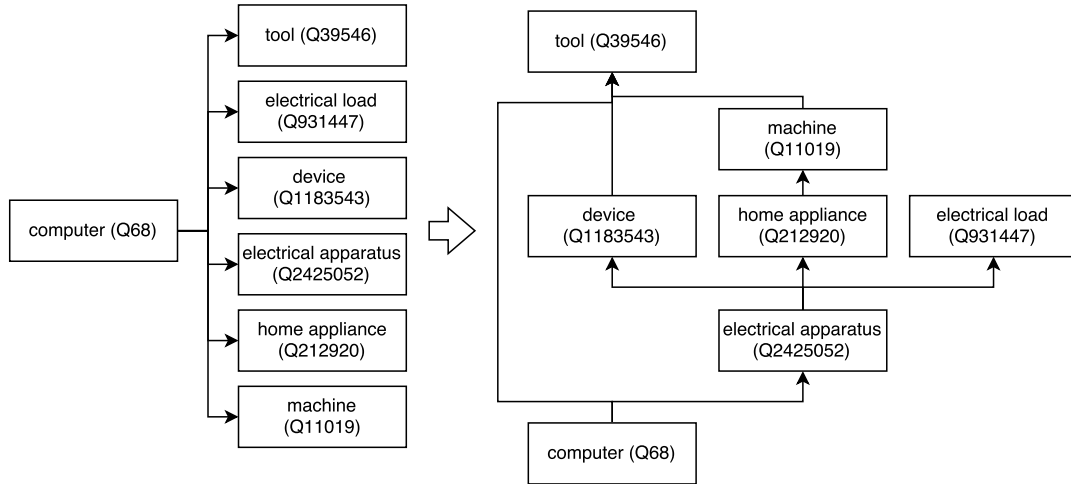 computer (Q68)
tool (Q39546)
electrical load
(Q931447)
device
(Q1183543)
electrical apparatus
(Q2425052)
home appliance
(Q212920)
machine
(Q11019)
tool (Q39546)
machine
(Q11019)
device
(Q1183543)
home appliance
(Q212920)
electrical load
(Q931447)
electrical apparatus
(Q2425052)
computer (Q68)